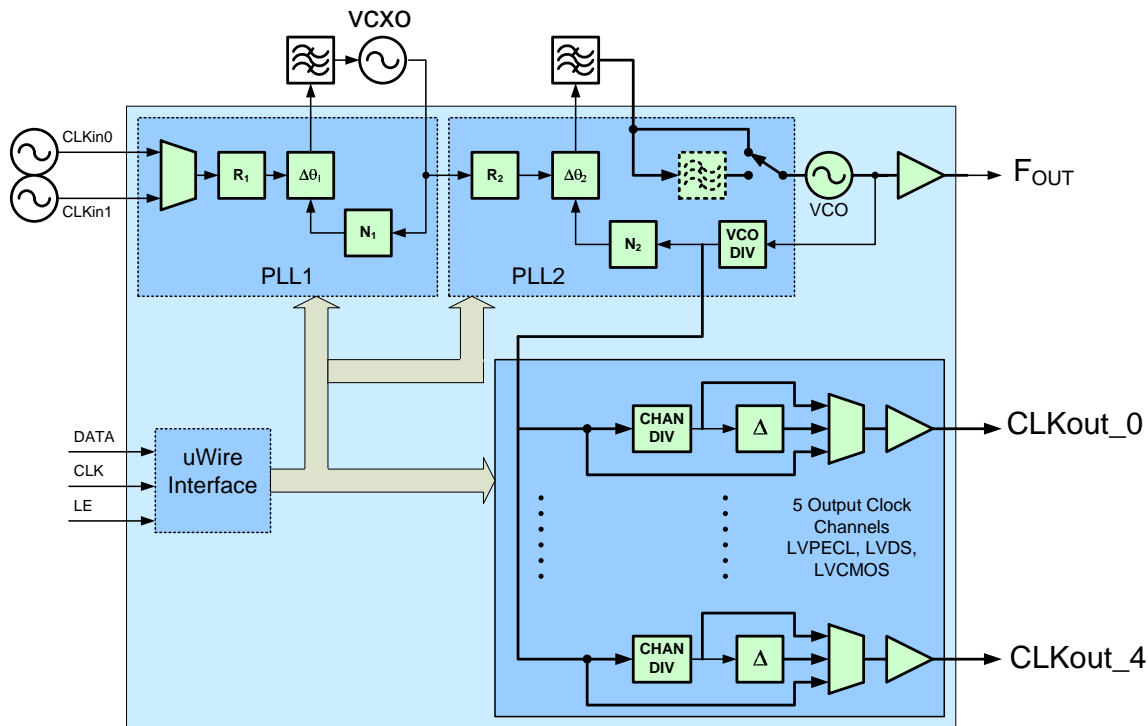 VCXO
CLKin0
CLKin1
R1
Δθ1
N1
PLL1
R2
Δθ2
N2
VCO
DIV
PLL2
VCO
FOUT
DATA
CLK
LE
uWire
Interface
CHAN
DIV
Δ
CLKout_0
5 Output Clock
Channels
LVPECL, LVDS,
LVCMOS
CHAN
DIV
Δ
CLKout_4